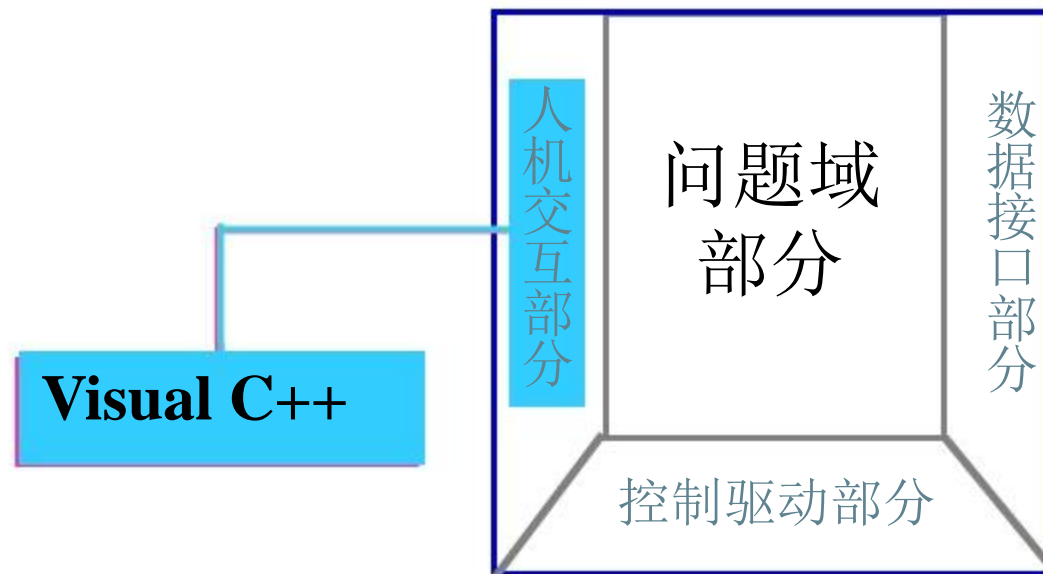 人机交互部分
问题域
部分
数据接口部分
Visual C++
控制驱动部分